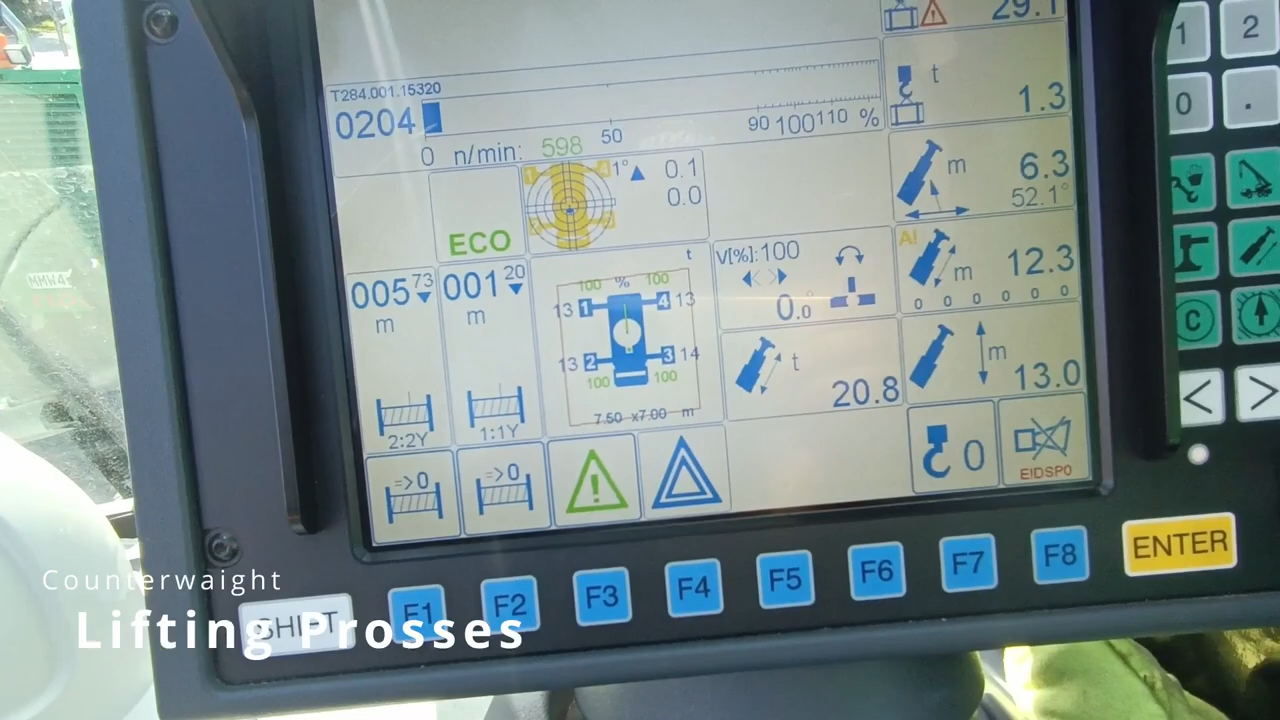 29.1
T284.001.15320
0204
0 n/min: 598 50 90 100 110 %
t
1.3
1 4 1° 0.1
0.0
m 6.3
52.1°
ECO
A!
m 12.3
0 0 0 0 0 0
005 73
m
2:2Y
001 20
m
1:1Y
t
100 % 100
13 1 4 13
13 2 3 14
100 100
7.50 x7.00 m
V[%]:100
0.0°
t
20.8
m
13.0
=>0
=>0
!
0
E!DSP0
SHIFT F1 F2 F3 F4 F5 F6 F7 F8 ENTER
1 2
0 .
C
< >
Counterwaight
Lifting Prosses